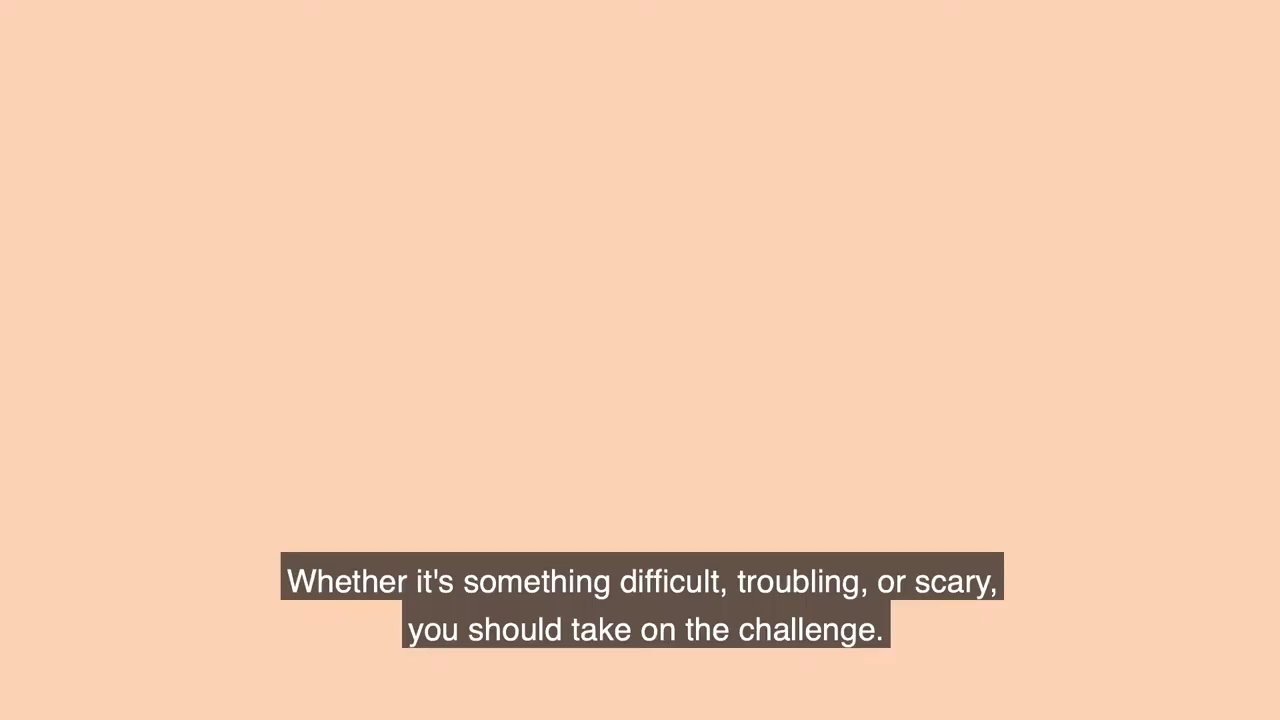 Whether it's something difficult, troubling, or scary,
you should take on the challenge.